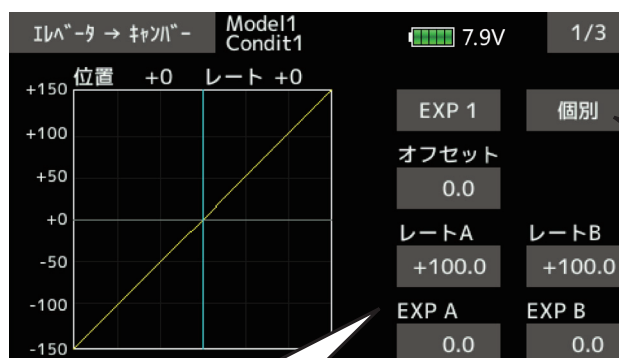 ｴﾚﾍﾞｰﾀ → ｷｬﾝﾊﾞｰ Model1 Condit1 7.9V 1/3
位置 +0 レート +0
+150
+100
+50
+0
-50
-100
-150
EXP 1 個別
オフセット
0.0
レートA レートB
+100.0 +100.0
EXP A EXP B
0.0 0.0